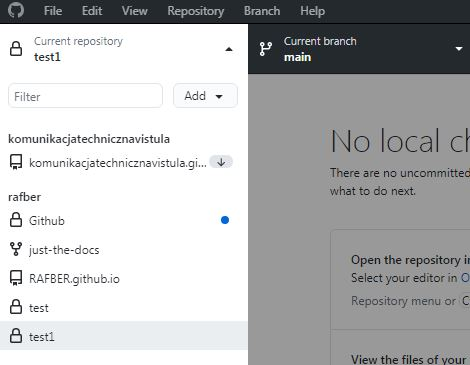 File Edit View Repository Branch Help
Current repository
test1
Current branch
main
Filter
Add
komunikacjatechnicznavistula
komunikacjatechnicznavistula.gi...
rafber
Github
just-the-docs
RAFBER.github.io
test
test1
No local ch
There are no uncommitted
what to do next.
Open the repository in
Select your editor in O
Repository menu or C
View the files of your